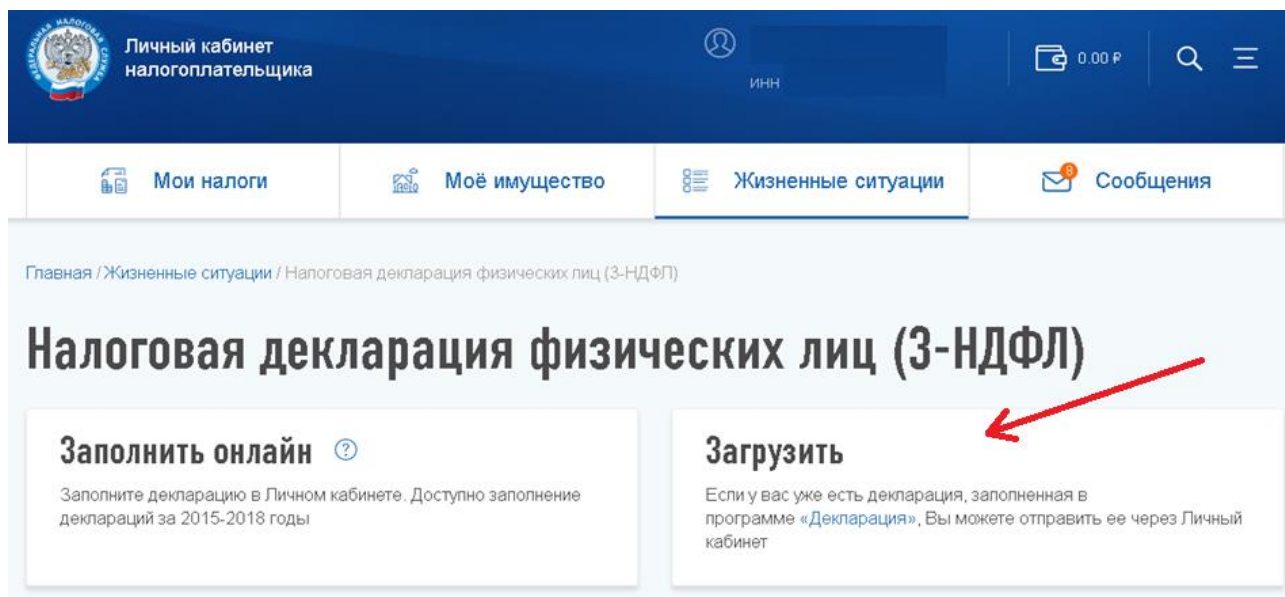 Личный кабинет
налогоплательщика
ИНН
0.00 ₽
Мои налоги
Моё имущество
Жизненные ситуации
8
Сообщения
Главная / Жизненные ситуации / Налоговая декларация физических лиц (3-НДФЛ)
Налоговая декларация физических лиц (3-НДФЛ)
Заполнить онлайн ?
Заполните декларацию в Личном кабинете. Доступно заполнение
деклараций за 2015-2018 годы
Загрузить
Если у вас уже есть декларация, заполненная в
программе «Декларация», Вы можете отправить ее через Личный
кабинет